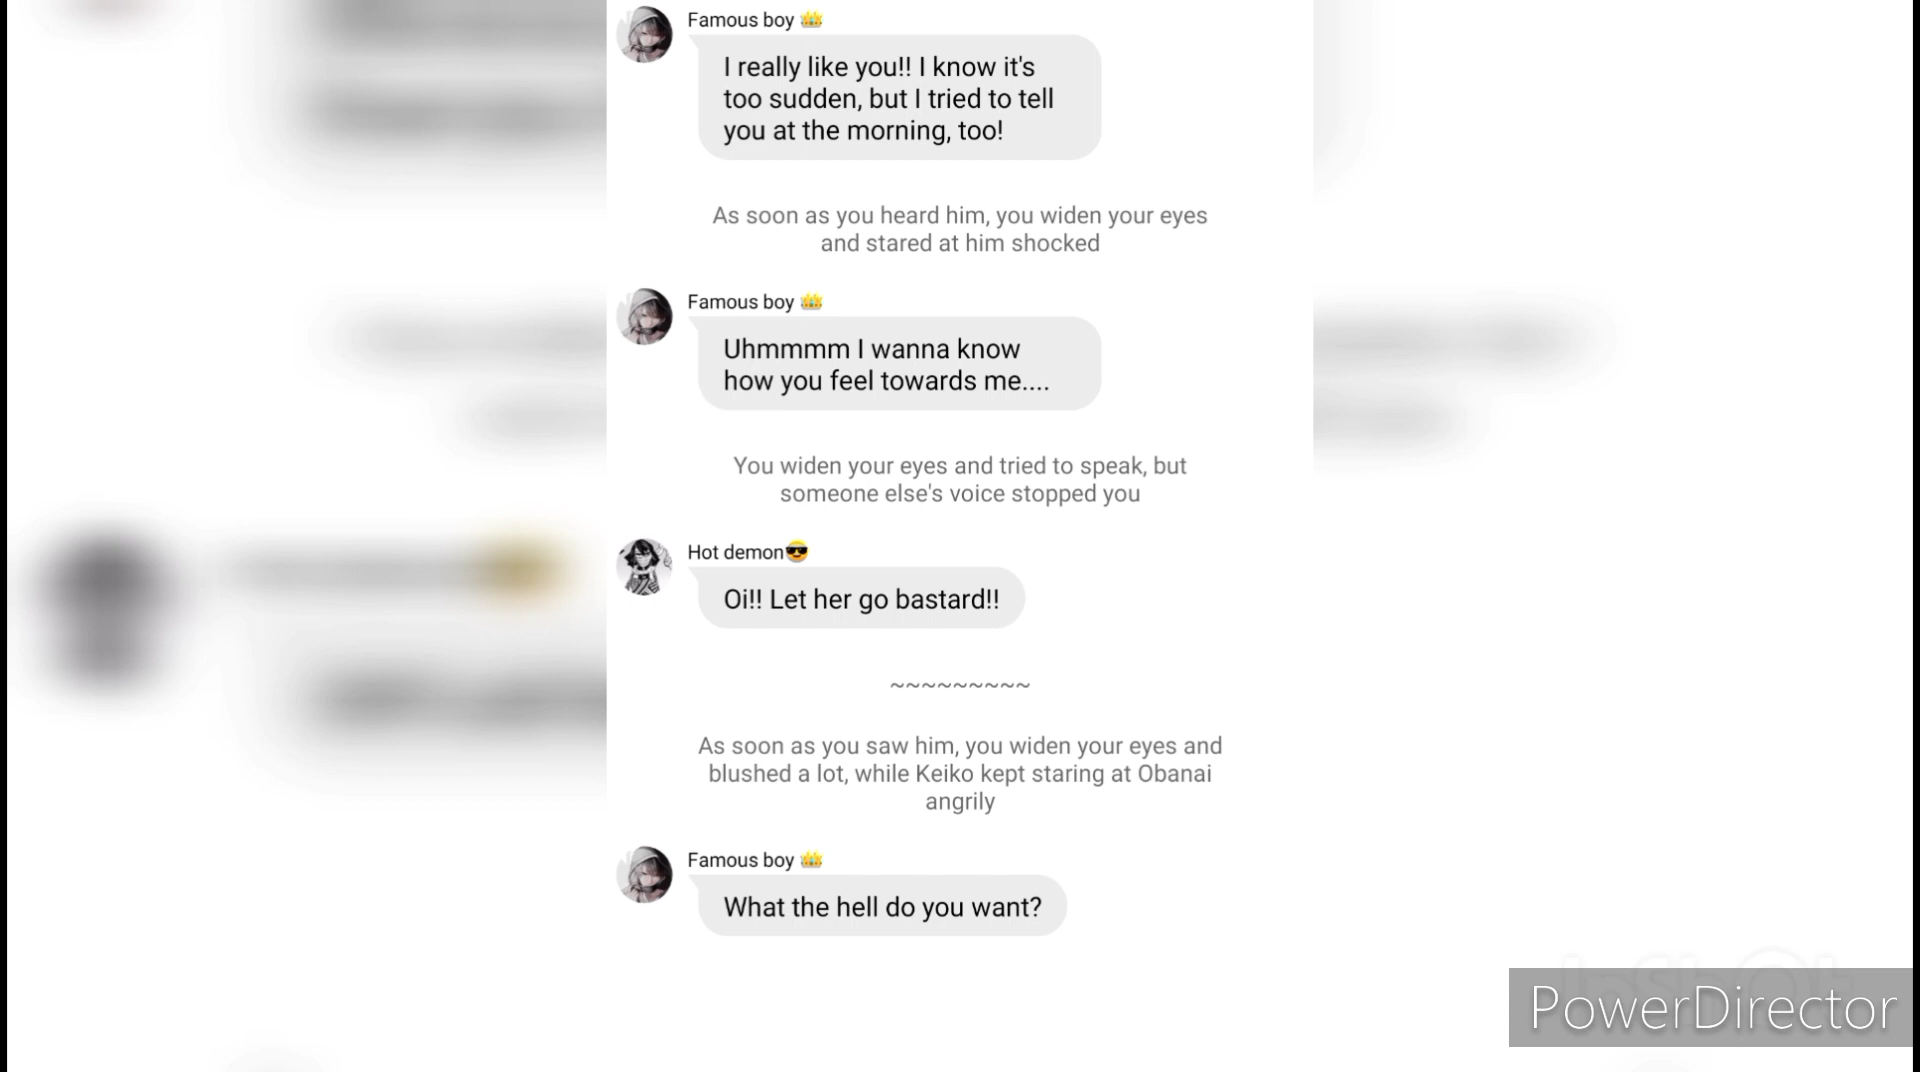 Famous boy 👑
I really like you!! I know it's
too sudden, but I tried to tell
you at the morning, too!
As soon as you heard him, you widen your eyes
and stared at him shocked
Famous boy 👑
Uhmmmm I wanna know
how you feel towards me....
You widen your eyes and tried to speak, but
someone else's voice stopped you
Hot demon😎
Oi!! Let her go bastard!!
~~~~~~~~~
As soon as you saw him, you widen your eyes and
blushed a lot, while Keiko kept staring at Obanai
angrily
Famous boy 👑
What the hell do you want?
InShOt
PowerDirector